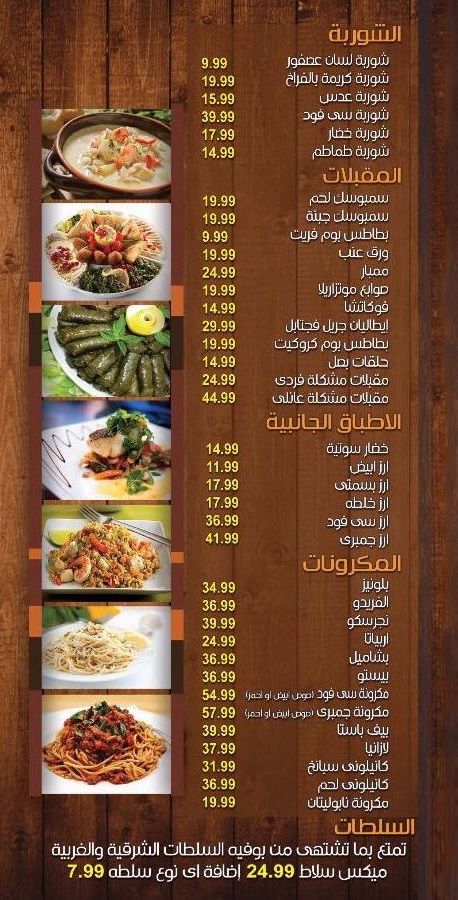 الشوربة
شوربة لسان عصفور 9.99
شوربة كريمة بالفراخ 19.99
شوربة عدس 15.99
شوربة سى فود 39.99
شوربة خضار 17.99
شوربة طماطم 14.99
المقبلات
سمبوسك لحم 19.99
سمبوسك جبنة 19.99
بطاطس بوم فريت 9.99
ورق عنب 19.99
ممبار 24.99
صوابع موتزاريلا 19.99
فوكاتشا 14.99
إيطاليان جريل فجتابل 29.99
بطاطس بوم كروكيت 19.99
حلقات بصل 14.99
مقبلات مشكلة فردى 24.99
مقبلات مشكلة عائلى 44.99
الاطباق الجانبية
خضار سوتية 14.99
ارز ابيض 11.99
ارز بسمتى 17.99
ارز خلطه 17.99
ارز سى فود 36.99
ارز جمبرى 41.99
المكرونات
بلونيز 34.99
الفريدو 36.99
نجرسكو 39.99
اربياتا 24.99
بشاميل 36.99
بيستو 36.99
مكرونة سى فود (صوص ابيض او احمر) 54.99
مكرونة جمبرى (صوص ابيض او احمر) 57.99
بيف باستا 39.99
لازانيا 37.99
كانيلونى سبانخ 31.99
كانيلونى لحم 36.99
مكرونة نابوليتان 19.99
السلطات
تمتع بما تشتهى من بوفيه السلطات الشرقية والغربية
ميكس سلاط 24.99 إضافة اى نوع سلطه 7.99